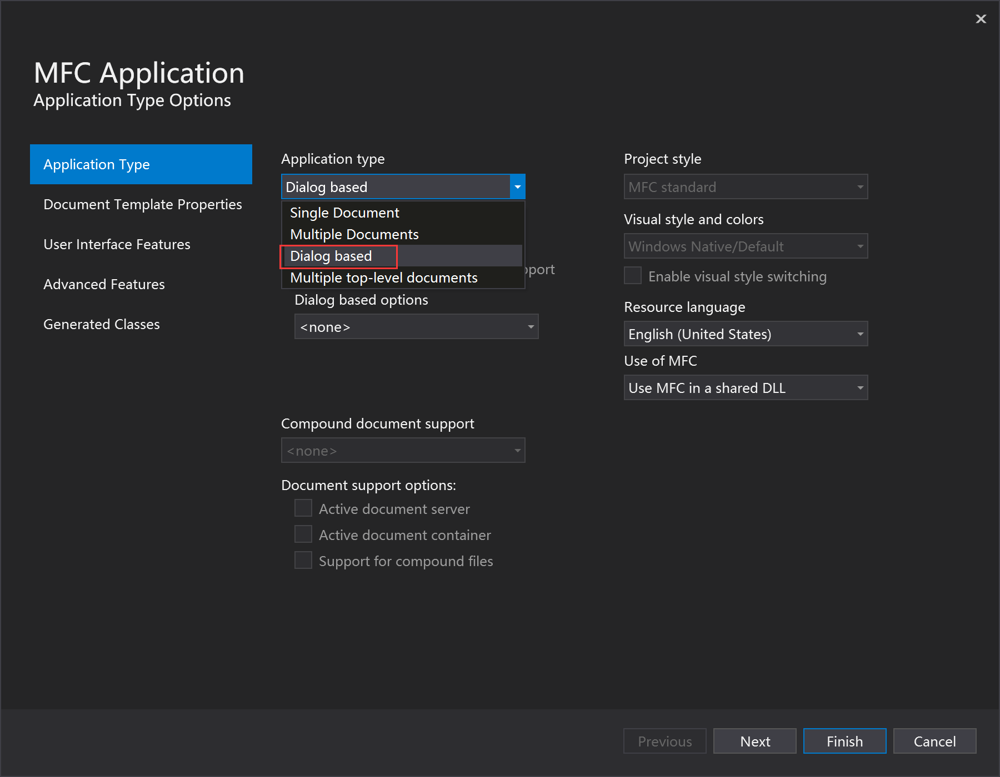 MFC Application
Application Type Options
Application Type
Document Template Properties
User Interface Features
Advanced Features
Generated Classes
Application type
Dialog based
Single Document
Multiple Documents
Dialog based
Multiple top-level documents
Dialog based options
<none>
Compound document support
<none>
Document support options:
Active document server
Active document container
Support for compound files
Project style
MFC standard
Visual style and colors
Windows Native/Default
Enable visual style switching
Resource language
English (United States)
Use of MFC
Use MFC in a shared DLL
Previous
Next
Finish
Cancel